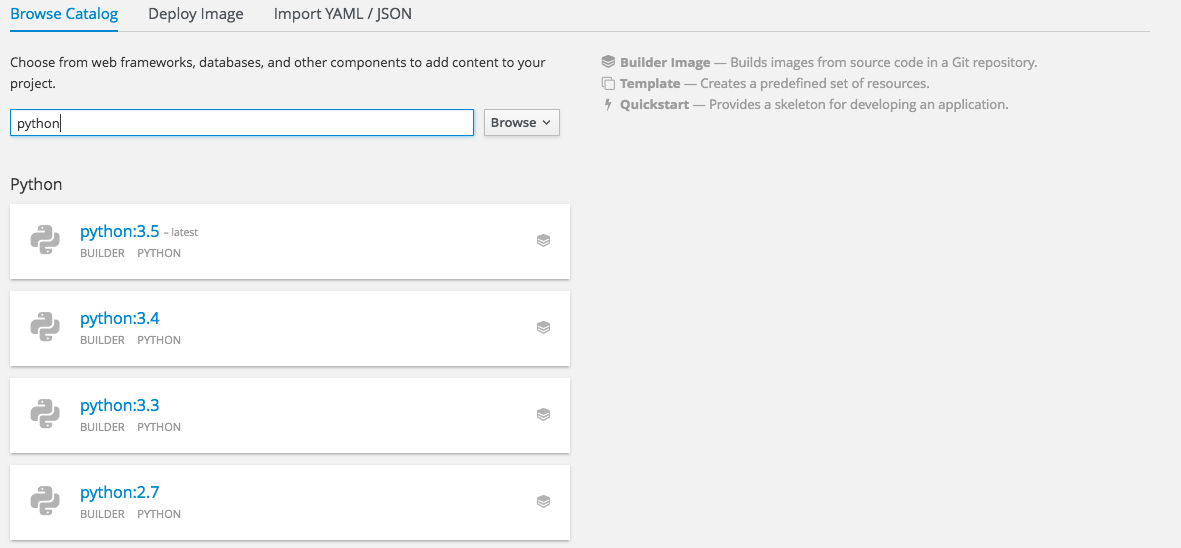 Browse Catalog Deploy Image Import YAML / JSON
Choose from web frameworks, databases, and other components to add content to your
project.
python
Browse
Builder Image — Builds images from source code in a Git repository.
Template — Creates a predefined set of resources.
Quickstart — Provides a skeleton for developing an application.
Python
python:3.5 – latest
BUILDER PYTHON
python:3.4
BUILDER PYTHON
python:3.3
BUILDER PYTHON
python:2.7
BUILDER PYTHON